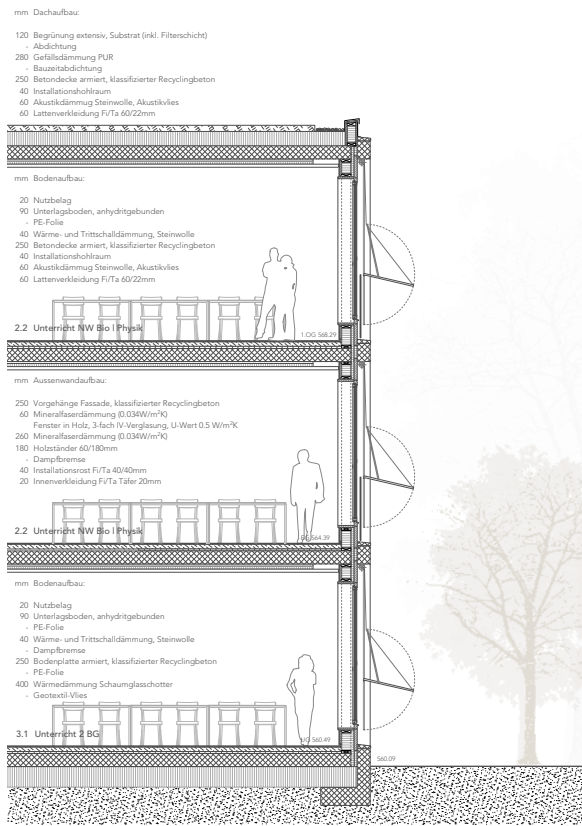 mm Dachaufbau:
120 Begrünung extensiv, Substrat (inkl. Filterschicht)
- Abdichtung
280 Gefällsdämmung PUR
- Bauzeitabdichtung
250 Betondecke armiert, klassifizierter Recyclingbeton
40 Installationshohlraum
60 Akustikdämmug Steinwolle, Akustikvlies
60 Lattenverkleidung Fi/Ta 60/22mm
mm Bodenaufbau:
20 Nutzbelag
90 Unterlagsboden, anhydritgebunden
- PE-Folie
40 Wärme- und Trittschalldämmung, Steinwolle
250 Betondecke armiert, klassifizierter Recyclingbeton
40 Installationshohlraum
60 Akustikdämmug Steinwolle, Akustikvlies
60 Lattenverkleidung Fi/Ta 60/22mm
2.2 Unterricht NW Bio | Physik
1.OG 568.29
mm Aussenwandaufbau:
250 Vorgehänge Fassade, klassifizierter Recyclingbeton
60 Mineralfaserdämmung (0.034W/m²K)
Fenster in Holz, 3-fach IV-Verglasung, U-Wert 0.5 W/m²K
260 Mineralfaserdämmung (0.034W/m²K)
180 Holzständer 60/180mm
- Dampfbremse
40 Installationsrost Fi/Ta 40/40mm
20 Innenverkleidung Fi/Ta Täfer 20mm
2.2 Unterricht NW Bio | Physik
EG 564.39
mm Bodenaufbau:
20 Nutzbelag
90 Unterlagsboden, anhydritgebunden
- PE-Folie
40 Wärme- und Trittschalldämmung, Steinwolle
- Dampfbremse
250 Bodenplatte armiert, klassifizierter Recyclingbeton
- PE-Folie
400 Wärmedämmung Schaumglasschotter
- Geotextil-Vlies
3.1 Unterricht 2 BG
UG 560.49
560.09